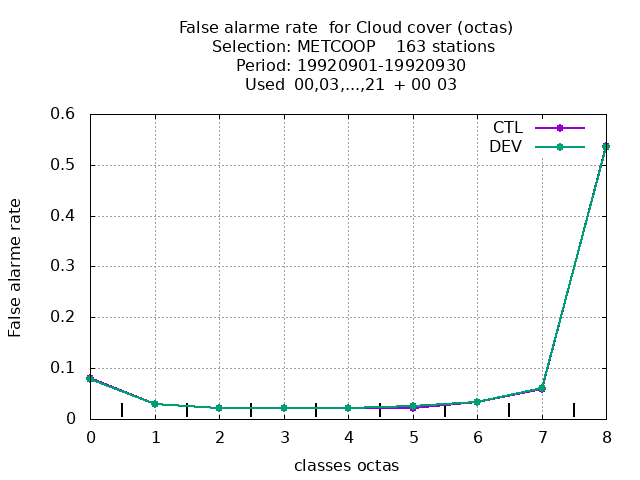 False alarme rate for Cloud cover (octas)
Selection: METCOOP 163 stations
Period: 19920901-19920930
Used 00,03,...,21 + 00 03
CTL
DEV
False alarme rate
0.6
0.5
0.4
0.3
0.2
0.1
0
0 1 2 3 4 5 6 7 8
classes octas